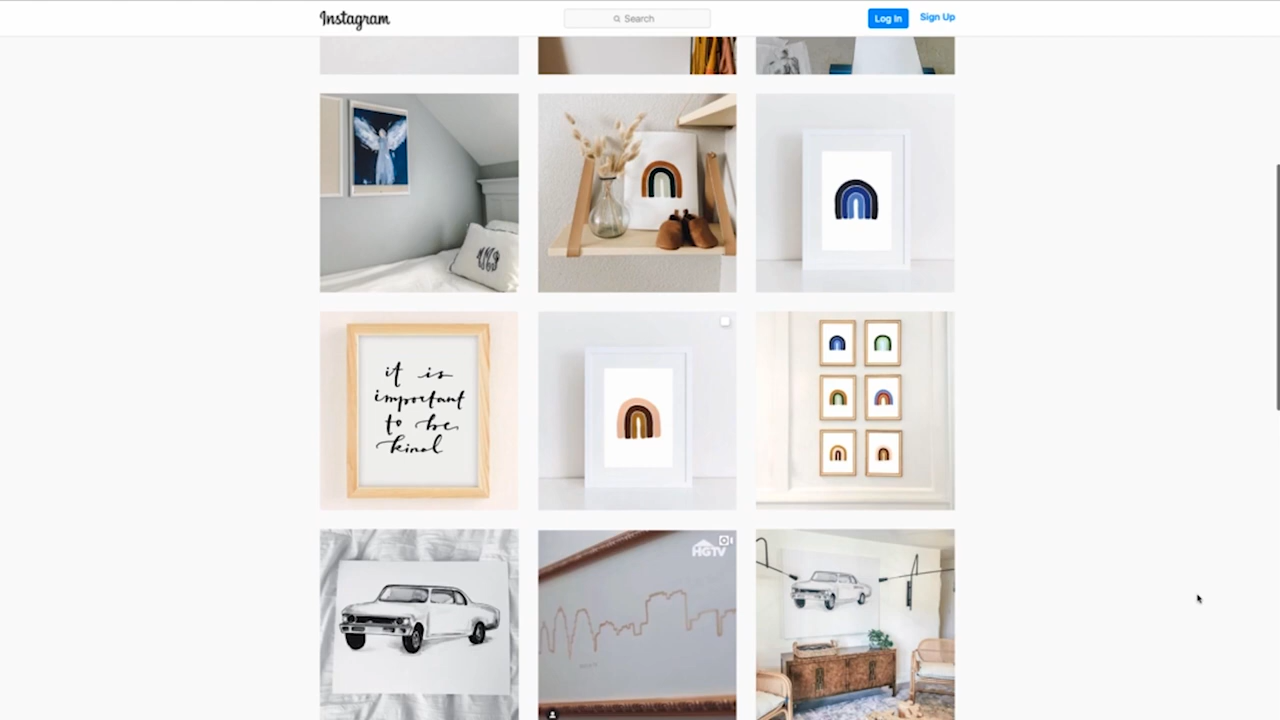 Instagram
Search
Log In
Sign Up
it is
important
to be
kind
HGTV